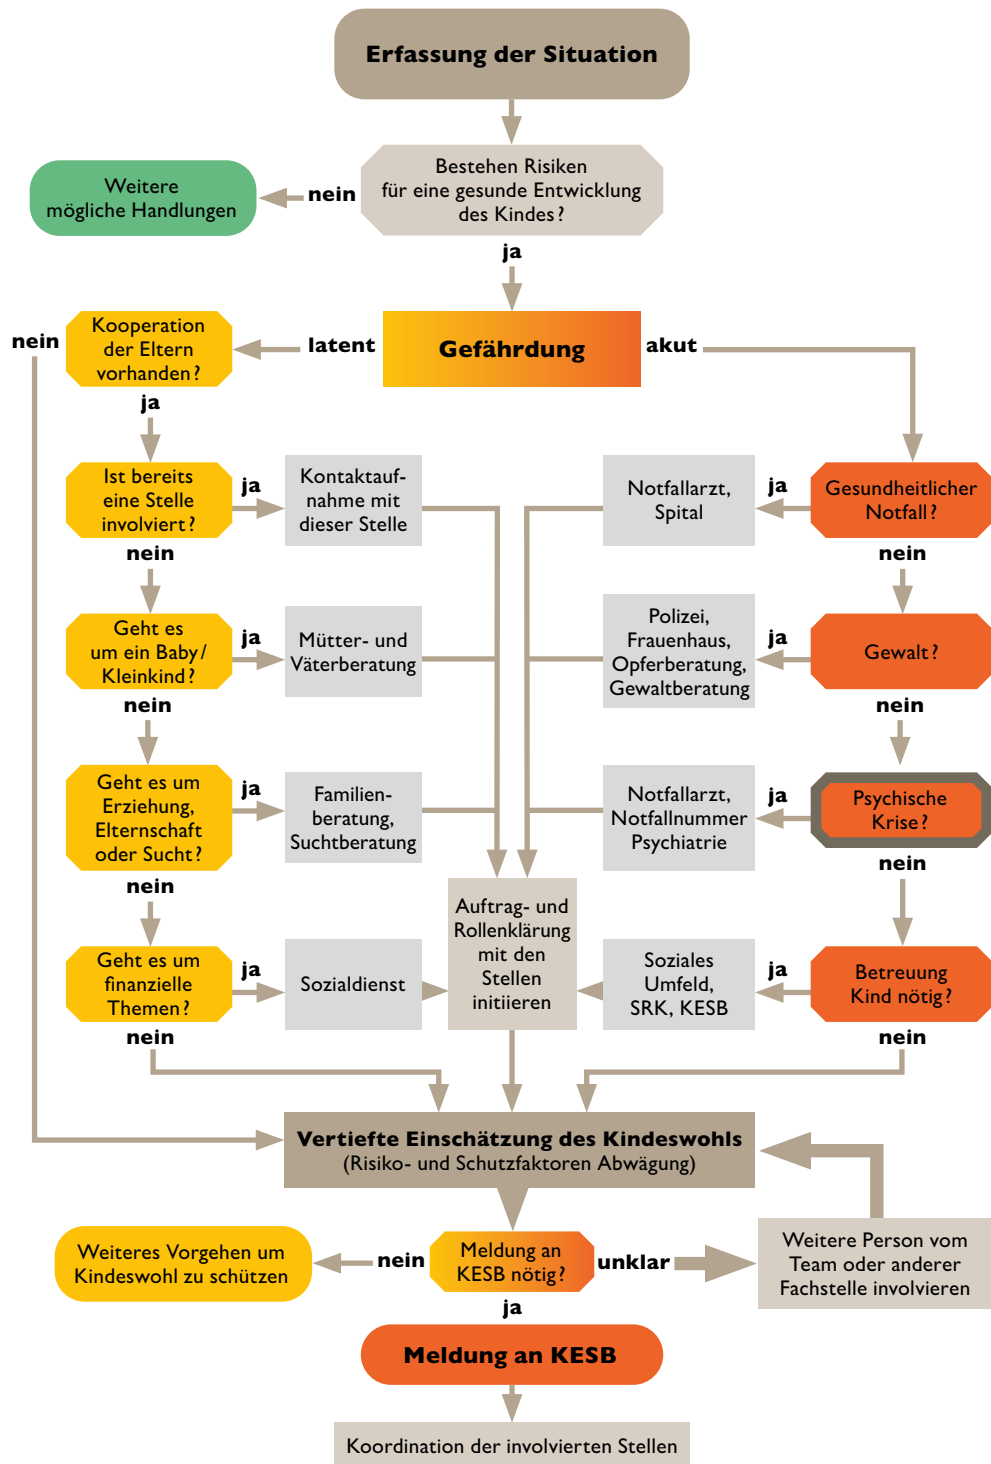 Erfassung der Situation
Bestehen Risiken
für eine gesunde Entwicklung
des Kindes?
nein
Weitere
mögliche Handlungen
ja
Gefährdung
latent
akut
Kooperation
der Eltern
vorhanden?
nein
ja
Ist bereits
eine Stelle
involviert?
ja
Kontaktauf-
nahme mit
dieser Stelle
Notfallarzt,
Spital
ja
Gesundheitlicher
Notfall?
nein
nein
Geht es
um ein Baby/
Kleinkind?
ja
Mütter- und
Väterberatung
Polizei,
Frauenhaus,
Opferberatung,
Gewaltberatung
ja
Gewalt?
nein
nein
Geht es um
Erziehung,
Elternschaft
oder Sucht?
ja
Familien-
beratung,
Suchtberatung
Notfallarzt,
Notfallnummer
Psychiatrie
ja
Psychische
Krise?
nein
nein
Auftrag- und
Rollenklärung
mit den
Stellen
initiieren
Geht es um
finanzielle
Themen?
ja
Sozialdienst
Soziales
Umfeld,
SRK, KESB
ja
Betreuung
Kind nötig?
nein
nein
Vertiefte Einschätzung des Kindeswohls
(Risiko- und Schutzfaktoren Abwägung)
Weiteres Vorgehen um
Kindeswohl zu schützen
nein
Meldung an
KESB nötig?
unklar
Weitere Person vom
Team oder anderer
Fachstelle involvieren
ja
Meldung an KESB
Koordination der involvierten Stellen